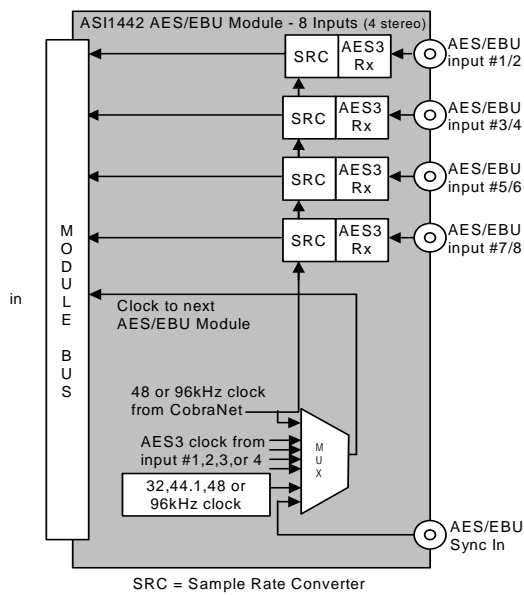 ASI1442 AES/EBU Module - 8 Inputs (4 stereo)
SRC
AES3
Rx
AES/EBU
input #1/2
SRC
AES3
Rx
AES/EBU
input #3/4
SRC
AES3
Rx
AES/EBU
input #5/6
SRC
AES3
Rx
AES/EBU
input #7/8
in
MODULE BUS
Clock to next
AES/EBU Module
48 or 96kHz clock
from CobraNet
AES3 clock from
input #1,2,3,or 4
32,44.1,48 or
96kHz clock
MUX
AES/EBU
Sync In
SRC = Sample Rate Converter